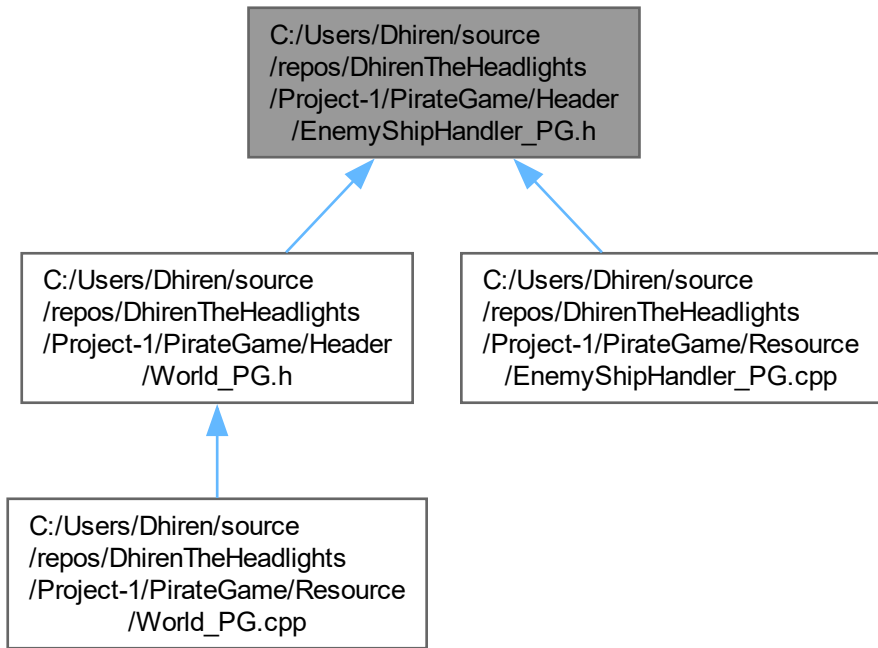 C:/Users/Dhiren/source
/repos/DhirenTheHeadlights
/Project-1/PirateGame/Header
/EnemyShipHandler_PG.h
C:/Users/Dhiren/source
/repos/DhirenTheHeadlights
/Project-1/PirateGame/Header
/World_PG.h
C:/Users/Dhiren/source
/repos/DhirenTheHeadlights
/Project-1/PirateGame/Resource
/EnemyShipHandler_PG.cpp
C:/Users/Dhiren/source
/repos/DhirenTheHeadlights
/Project-1/PirateGame/Resource
/World_PG.cpp